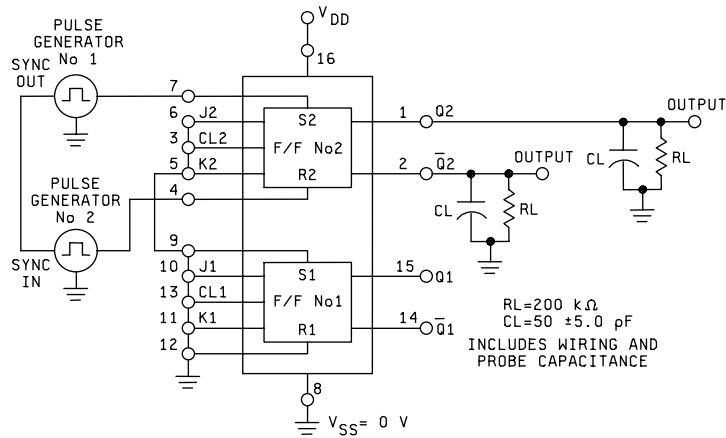 PULSE
GENERATOR
No 1
SYNC
OUT
PULSE
GENERATOR
No 2
SYNC
IN
VDD
16
7
6 J2
3 CL2
5 K2
4
S2
F/F No2
R2
1 Q2
2 Q̅2
OUTPUT
CL
RL
OUTPUT
CL
RL
9
10 J1
13 CL1
11 K1
12
S1
F/F No1
R1
15 Q1
14 Q̅1
8
VSS= 0 V
RL=200 kΩ
CL=50 ±5.0 pF
INCLUDES WIRING AND
PROBE CAPACITANCE